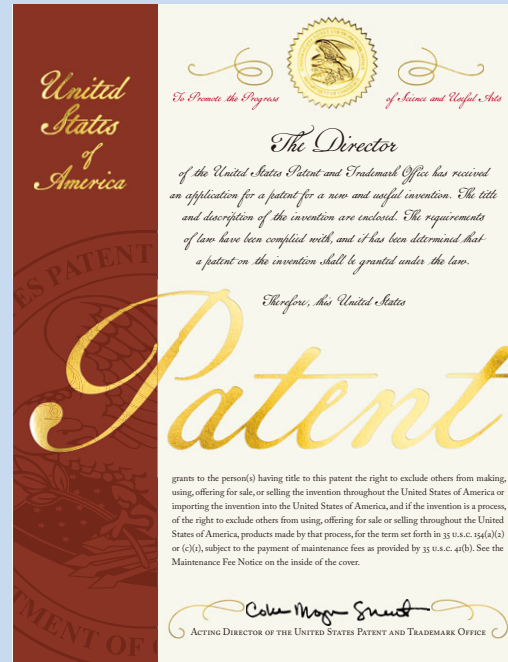 United
States
of
America
To Promote the Progress
of Science and Useful Arts
The Director
of the United States Patent and Trademark Office has received
an application for a patent for a new and useful invention. The title
and description of the invention are enclosed. The requirements
of law have been complied with, and it has been determined that
a patent on the invention shall be granted under the law.
Therefore, this United States
Patent
grants to the person(s) having title to this patent the right to exclude others from making,
using, offering for sale, or selling the invention throughout the United States of America or
importing the invention into the United States of America, and if the invention is a process,
of the right to exclude others from using, offering for sale or selling throughout the United
States of America, products made by that process, for the term set forth in 35 U.S.C. 154(a)(2)
or (c)(1), subject to the payment of maintenance fees as provided by 35 U.S.C. 41(b). See the
Maintenance Fee Notice on the inside of the cover.
ACTING DIRECTOR OF THE UNITED STATES PATENT AND TRADEMARK OFFICE
ES PATENT
TMENT OF